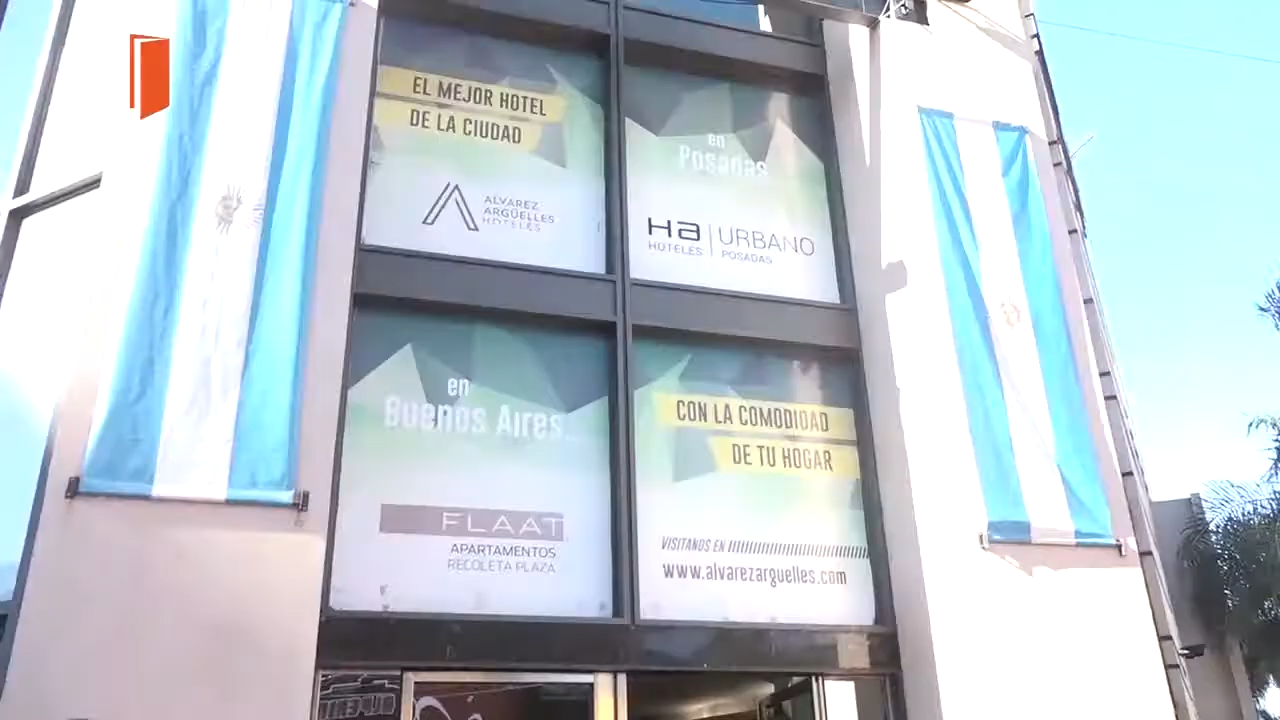 EL MEJOR HOTEL
DE LA CIUDAD
ALVAREZ
ARGÜELLES
HOTELES
en
Posadas
Ha
HOTELES
URBANO
POSADAS
en
Buenos Aires
FLAAT
APARTAMENTOS
RECOLETA PLAZA
CON LA COMODIDAD
DE TU HOGAR
VISITANOS EN
www.alvarezarguelles.com